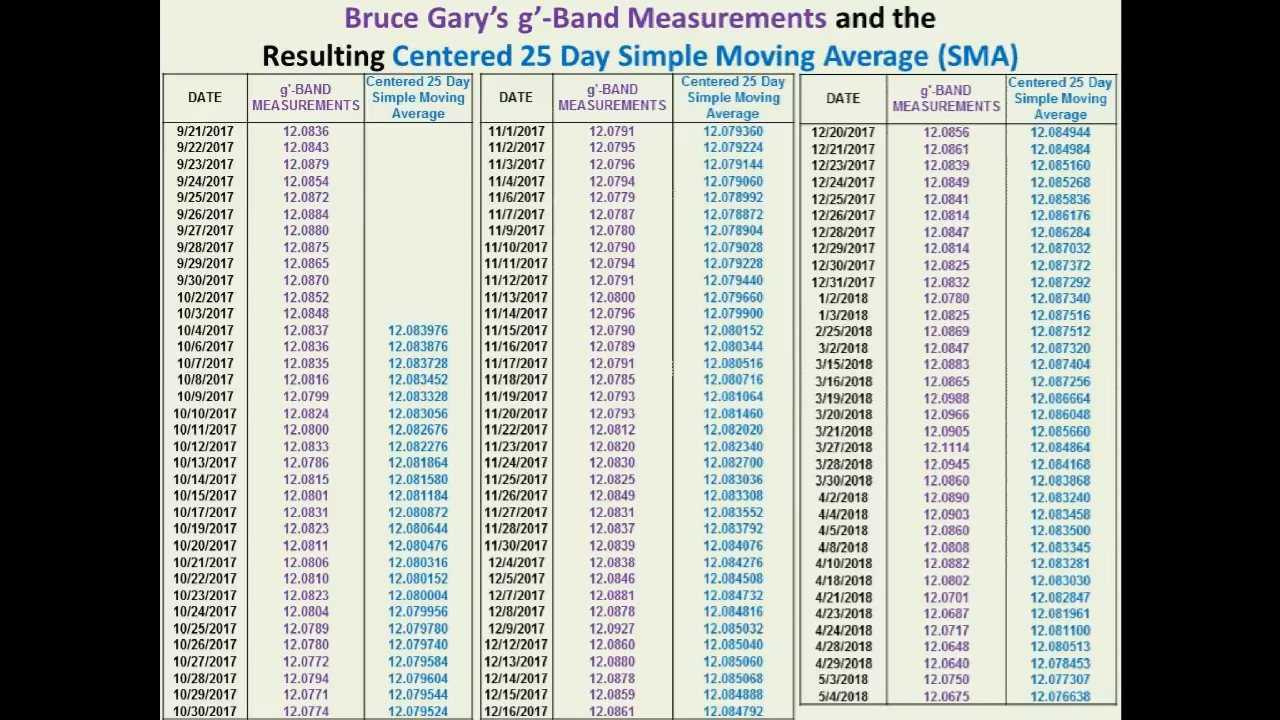 Bruce Gary's g'-Band Measurements and the
Resulting Centered 25 Day Simple Moving Average (SMA)
DATE g'-BAND MEASUREMENTS Centered 25 Day Simple Moving Average
9/21/2017 12.0836
9/22/2017 12.0843
9/23/2017 12.0879
9/24/2017 12.0854
9/25/2017 12.0872
9/26/2017 12.0884
9/27/2017 12.0880
9/28/2017 12.0875
9/29/2017 12.0865
9/30/2017 12.0870
10/2/2017 12.0852
10/3/2017 12.0848
10/4/2017 12.0837 12.083976
10/6/2017 12.0836 12.083876
10/7/2017 12.0835 12.083728
10/8/2017 12.0816 12.083452
10/9/2017 12.0799 12.083328
10/10/2017 12.0824 12.083056
10/11/2017 12.0800 12.082676
10/12/2017 12.0833 12.082276
10/13/2017 12.0786 12.081864
10/14/2017 12.0815 12.081580
10/15/2017 12.0801 12.081184
10/17/2017 12.0831 12.080872
10/19/2017 12.0823 12.080644
10/20/2017 12.0811 12.080476
10/21/2017 12.0806 12.080316
10/22/2017 12.0810 12.080152
10/23/2017 12.0823 12.080004
10/24/2017 12.0804 12.079956
10/25/2017 12.0789 12.079780
10/26/2017 12.0780 12.079740
10/27/2017 12.0772 12.079584
10/28/2017 12.0794 12.079604
10/29/2017 12.0771 12.079544
10/30/2017 12.0774 12.079524
DATE g'-BAND MEASUREMENTS Centered 25 Day Simple Moving Average
11/1/2017 12.0791 12.079360
11/2/2017 12.0795 12.079224
11/3/2017 12.0796 12.079144
11/4/2017 12.0794 12.079060
11/6/2017 12.0779 12.078992
11/7/2017 12.0787 12.078872
11/9/2017 12.0780 12.078904
11/10/2017 12.0790 12.079028
11/11/2017 12.0794 12.079228
11/12/2017 12.0791 12.079440
11/13/2017 12.0800 12.079660
11/14/2017 12.0796 12.079900
11/15/2017 12.0790 12.080152
11/16/2017 12.0789 12.080344
11/17/2017 12.0791 12.080516
11/18/2017 12.0785 12.080716
11/19/2017 12.0793 12.081064
11/20/2017 12.0793 12.081460
11/22/2017 12.0812 12.082020
11/23/2017 12.0820 12.082340
11/24/2017 12.0830 12.082700
11/25/2017 12.0825 12.083036
11/26/2017 12.0849 12.083308
11/27/2017 12.0831 12.083552
11/28/2017 12.0837 12.083792
11/30/2017 12.0839 12.084076
12/4/2017 12.0838 12.084276
12/5/2017 12.0846 12.084508
12/7/2017 12.0881 12.084732
12/8/2017 12.0878 12.084816
12/9/2017 12.0927 12.085032
12/12/2017 12.0860 12.085040
12/13/2017 12.0880 12.085060
12/14/2017 12.0878 12.085068
12/15/2017 12.0859 12.084888
12/16/2017 12.0861 12.084792
DATE g'-BAND MEASUREMENTS Centered 25 Day Simple Moving Average
12/20/2017 12.0856 12.084944
12/21/2017 12.0861 12.084984
12/23/2017 12.0839 12.085160
12/24/2017 12.0849 12.085268
12/25/2017 12.0841 12.085836
12/26/2017 12.0814 12.086176
12/28/2017 12.0847 12.086284
12/29/2017 12.0814 12.087032
12/30/2017 12.0825 12.087372
12/31/2017 12.0832 12.087292
1/2/2018 12.0780 12.087340
1/3/2018 12.0825 12.087516
2/25/2018 12.0869 12.087512
3/2/2018 12.0847 12.087320
3/15/2018 12.0883 12.087404
3/16/2018 12.0865 12.087256
3/19/2018 12.0988 12.086664
3/20/2018 12.0966 12.086048
3/21/2018 12.0905 12.085660
3/27/2018 12.1114 12.084864
3/28/2018 12.0945 12.084168
3/30/2018 12.0860 12.083868
4/2/2018 12.0890 12.083240
4/4/2018 12.0903 12.083458
4/5/2018 12.0860 12.083500
4/8/2018 12.0808 12.083345
4/10/2018 12.0882 12.083281
4/18/2018 12.0802 12.083030
4/21/2018 12.0701 12.082847
4/23/2018 12.0687 12.081961
4/24/2018 12.0717 12.081100
4/28/2018 12.0648 12.080513
4/29/2018 12.0640 12.078453
5/3/2018 12.0750 12.077307
5/4/2018 12.0675 12.076638